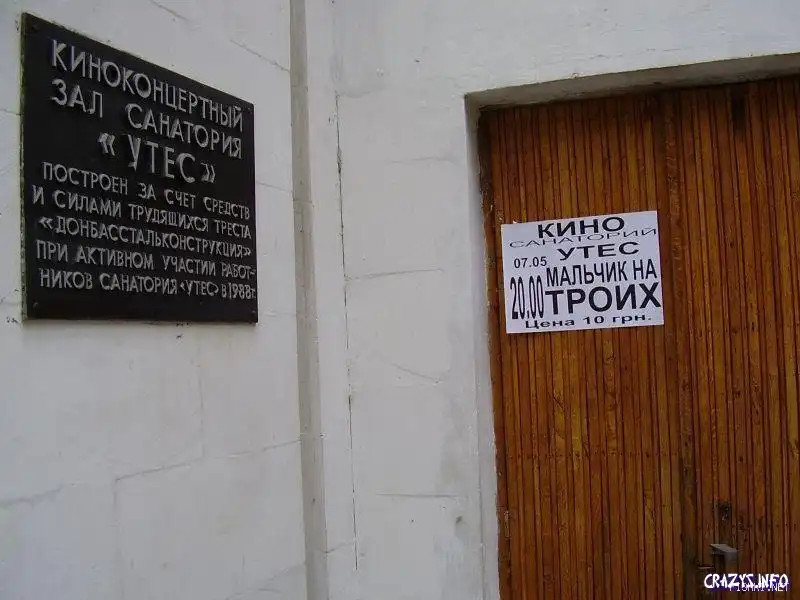 КИНОКОНЦЕРТНЫЙ
ЗАЛ САНАТОРИЯ
«УТЕС»
ПОСТРОЕН ЗА СЧЕТ СРЕДСТВ
И СИЛАМИ ТРУДЯЩИХСЯ ТРЕСТА
«ДОНБАССТАЛЬКОНСТРУКЦИЯ»
ПРИ АКТИВНОМ УЧАСТИИ РАБОТ-
НИКОВ САНАТОРИЯ «УТЕС» В 1988г.
КИНО
САНАТОРИЙ
УТЕС
07.05
20.00 МАЛЬЧИК НА
ТРОИХ
Цена 10 грн.
CRAZYS.INFO